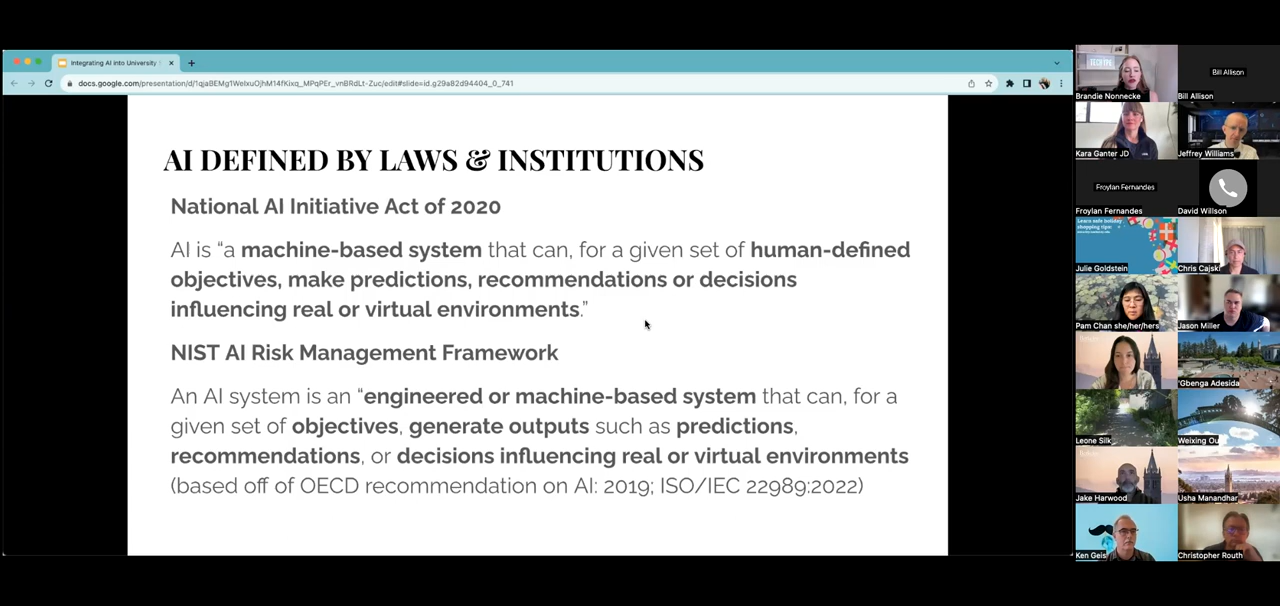 Integrating AI into University
docs.google.com/presentation/d/1qjaBEMg1WeIxuOjhM14fKixq_MPqPEr_vnBRdLt-Zuc/edit#slide=id.g29a82d94404_0_741
AI DEFINED BY LAWS & INSTITUTIONS
National AI Initiative Act of 2020
AI is “a machine-based system that can, for a given set of human-defined
objectives, make predictions, recommendations or decisions
influencing real or virtual environments.”
NIST AI Risk Management Framework
An AI system is an “engineered or machine-based system that can, for a
given set of objectives, generate outputs such as predictions,
recommendations, or decisions influencing real or virtual environments
(based off of OECD recommendation on AI: 2019; ISO/IEC 22989:2022)
Brandie Nonnecke
Bill Allison
Bill Allison
Kara Ganter JD
Jeffrey Williams
Froylan Fernandes
Froylan Fernandes
David Willson
Learn safe holiday
shopping tips:
Julie Goldstein
Chris Cajski
Pam Chan she/her/hers
Jason Miller
'Gbenga Adesida
Leone Silk
Weixing Ou
Jake Harwood
Usha Manandhar
Ken Geis
Christopher Routh